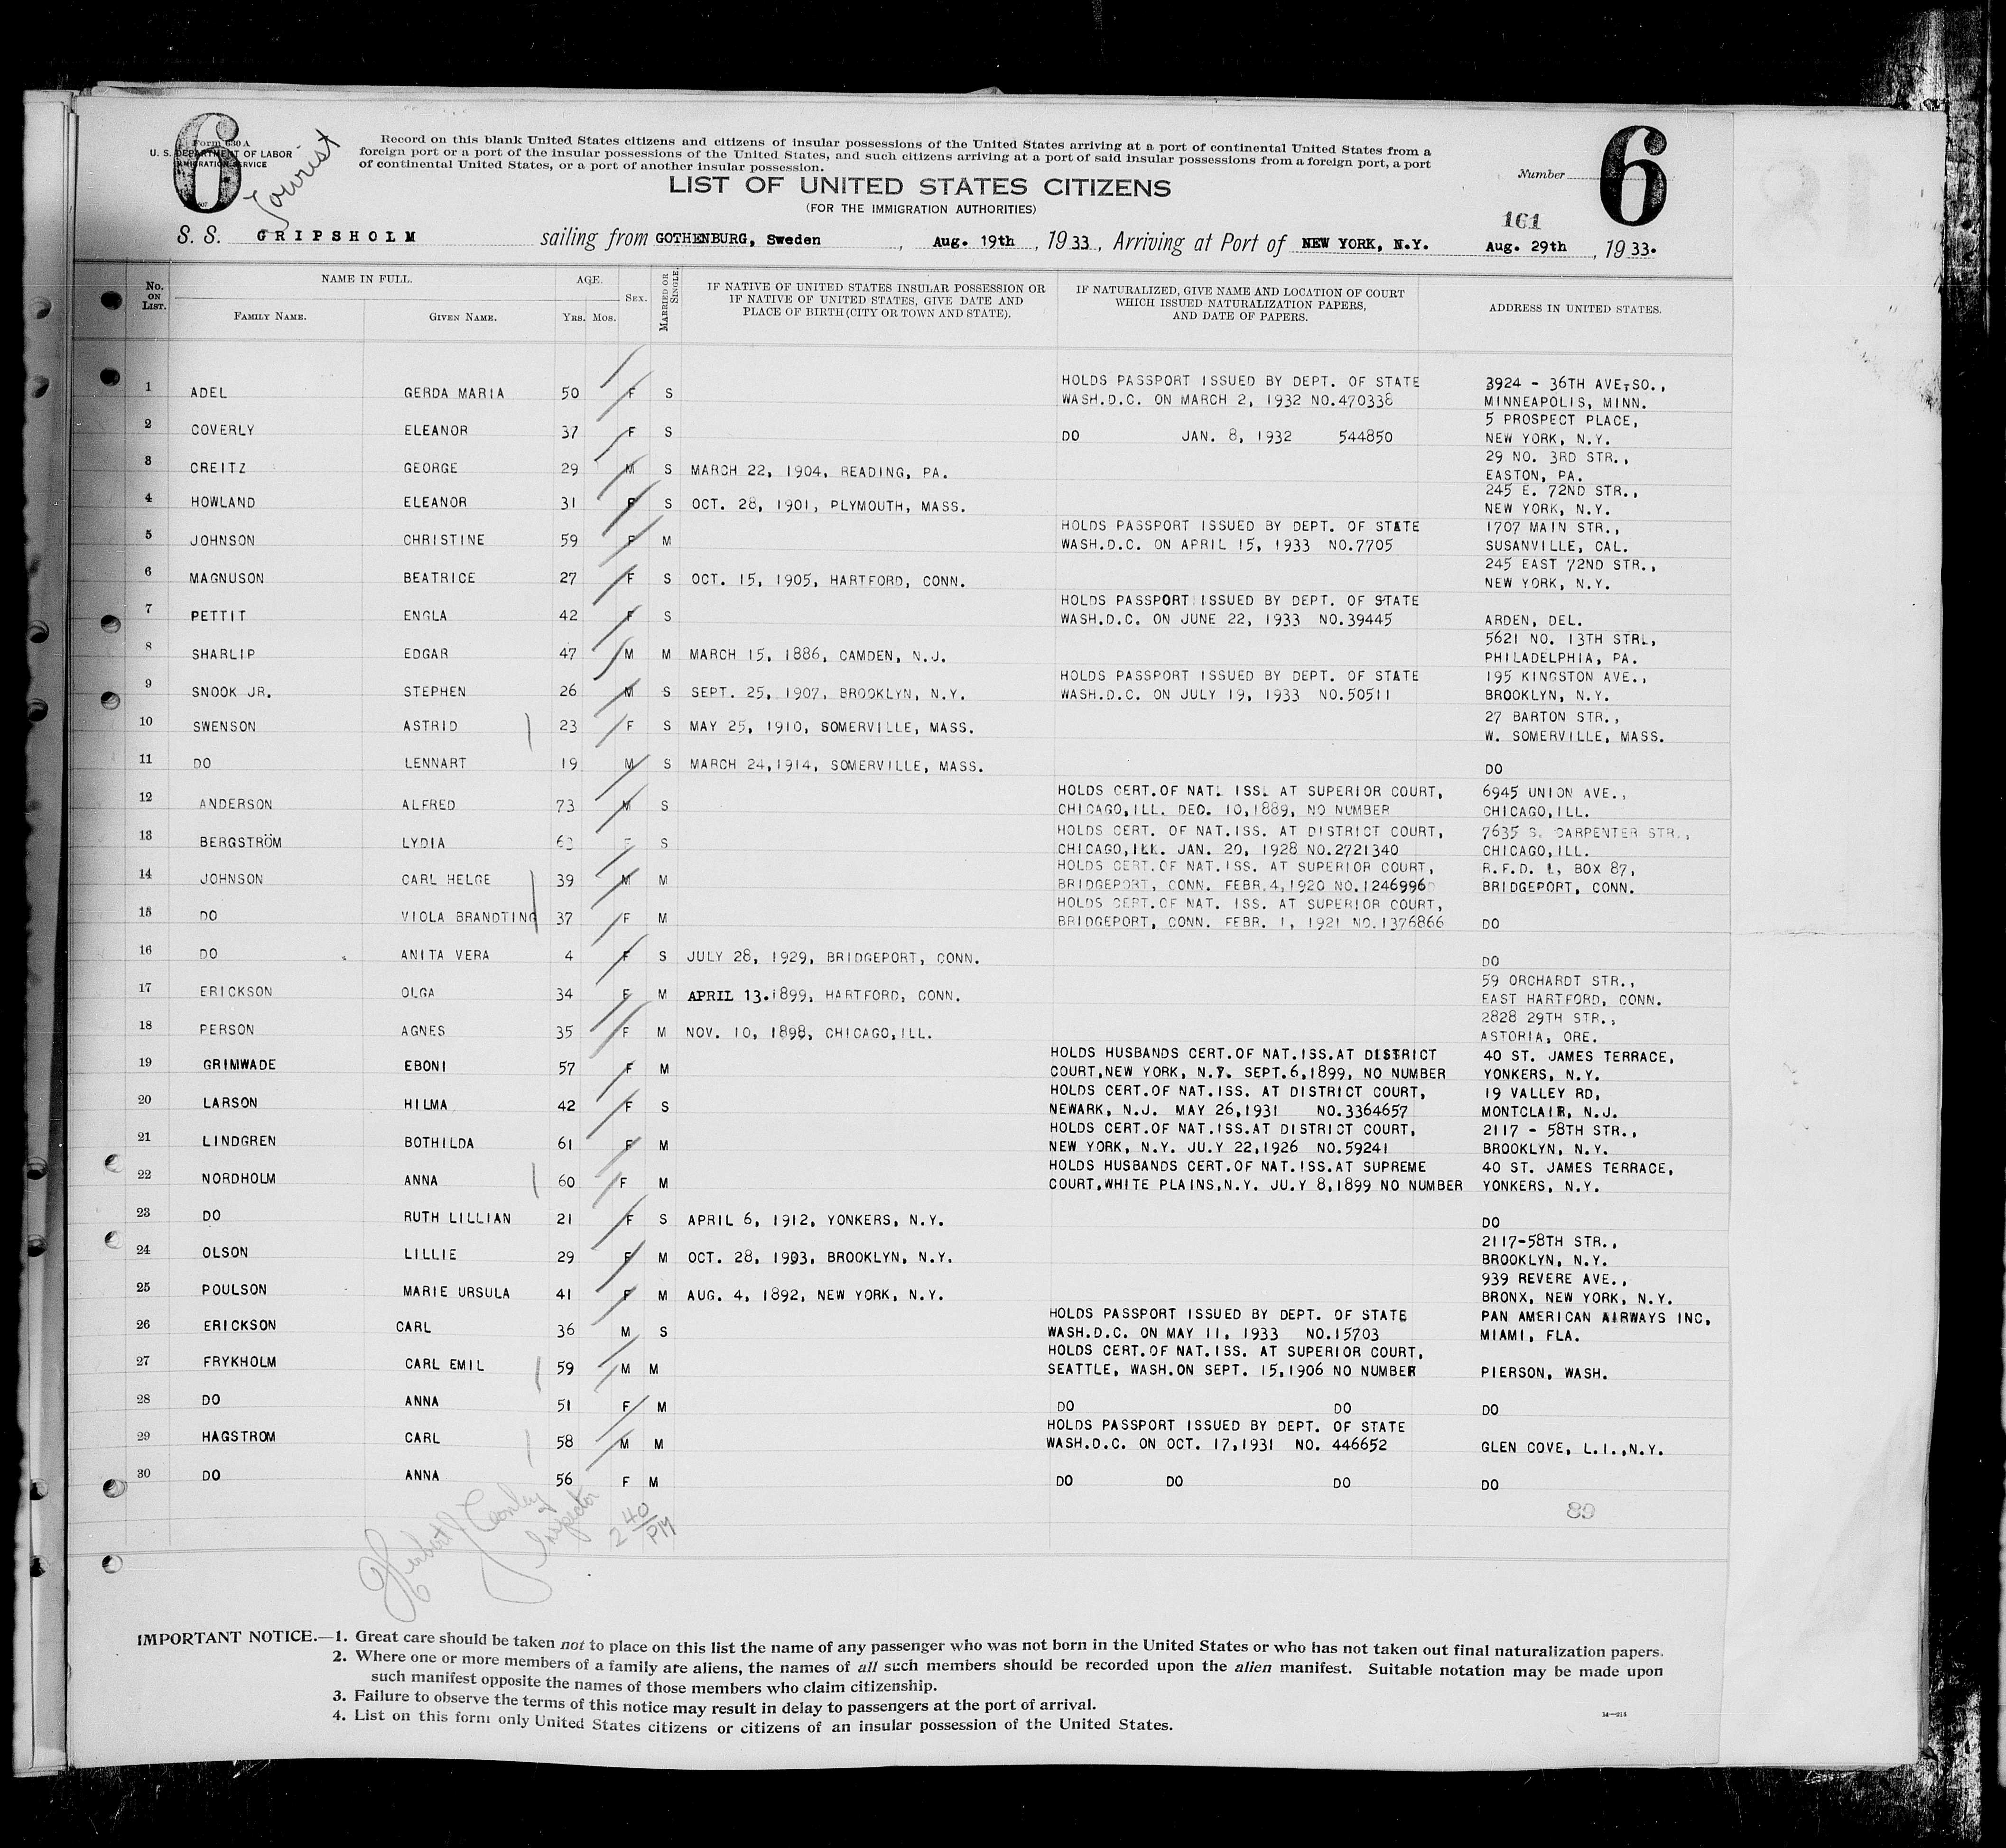 6
Form 630 A
U. S. DEPARTMENT OF LABOR
IMMIGRATION SERVICE
Tourist
Record on this blank United States citizens and citizens of insular possessions of the United States arriving at a port of continental United States from a
foreign port or a port of the insular possessions of the United States, and such citizens arriving at a port of said insular possessions from a foreign port, a port
of continental United States, or a port of another insular possession.
LIST OF UNITED STATES CITIZENS
(FOR THE IMMIGRATION AUTHORITIES)
Number
6
161
S. S. GRIPSHOLM sailing from GOTHENBURG, Sweden, Aug. 19th, 1933, Arriving at Port of NEW YORK, N.Y. Aug. 29th, 1933.
No. ON LIST. NAME IN FULL. FAMILY NAME. GIVEN NAME. AGE. YRS. MOS. SEX. MARRIED OR SINGLE.
IF NATIVE OF UNITED STATES INSULAR POSSESSION OR
IF NATIVE OF UNITED STATES, GIVE DATE AND
PLACE OF BIRTH (CITY OR TOWN AND STATE).
IF NATURALIZED, GIVE NAME AND LOCATION OF COURT
WHICH ISSUED NATURALIZATION PAPERS,
AND DATE OF PAPERS.
ADDRESS IN UNITED STATES.
HOLDS PASSPORT ISSUED BY DEPT. OF STATE 3924 - 36TH AVE,SO.,
1 ADEL GERDA MARIA 50 F S WASH.D.C. ON MARCH 2, 1932 NO.470338 MINNEAPOLIS, MINN.
5 PROSPECT PLACE,
2 COVERLY ELEANOR 37 F S DO JAN. 8, 1932 544850 NEW YORK, N.Y.
29 NO. 3RD STR.,
3 CREITZ GEORGE 29 M S MARCH 22, 1904, READING, PA. EASTON, PA.
245 E. 72ND STR.,
4 HOWLAND ELEANOR 31 F S OCT. 28, 1901, PLYMOUTH, MASS. NEW YORK, N.Y.
HOLDS PASSPORT ISSUED BY DEPT. OF STATE 1707 MAIN STR.,
5 JOHNSON CHRISTINE 59 F M WASH.D.C. ON APRIL 15, 1933 NO.7705 SUSANVILLE, CAL.
245 EAST 72ND STR.,
6 MAGNUSON BEATRICE 27 F S OCT. 15, 1905, HARTFORD, CONN. NEW YORK, N.Y.
HOLDS PASSPORT ISSUED BY DEPT. OF STATE
7 PETTIT ENGLA 42 F S WASH.D.C. ON JUNE 22, 1933 NO.39445 ARDEN, DEL.
5621 NO. 13TH STRL,
8 SHARLIP EDGAR 47 M M MARCH 15, 1886, CAMDEN, N.J. PHILADELPHIA, PA.
HOLDS PASSPORT ISSUED BY DEPT. OF STATE 195 KINGSTON AVE.,
9 SNOOK JR. STEPHEN 26 M S SEPT. 25, 1907, BROOKLYN, N.Y. WASH.D.C. ON JULY 19, 1933 NO.50511 BROOKLYN, N.Y.
27 BARTON STR.,
10 SWENSON ASTRID 23 F S MAY 25, 1910, SOMERVILLE, MASS. W. SOMERVILLE, MASS.
11 DO LENNART 19 M S MARCH 24,1914, SOMERVILLE, MASS. DO
HOLDS CERT.OF NATL ISSL AT SUPERIOR COURT, 6945 UNION AVE.,
12 ANDERSON ALFRED 73 M S CHICAGO,ILL. DEC. 10,1889, NO NUMBER CHICAGO,ILL.
HOLDS CERT. OF NAT.ISS. AT DISTRICT COURT, 7635 S. CARPENTER STR.,
13 BERGSTRÖM LYDIA F S CHICAGO,ILL. JAN. 20, 1928 NO.2721340 CHICAGO,ILL.
HOLDS CERT.OF NAT.ISS. AT SUPERIOR COURT, R.F.D. 1, BOX 87,
14 JOHNSON CARL HELGE 39 M M BRIDGEPORT, CONN. FEBR.4,1920 NO.1246996 BRIDGEPORT, CONN.
HOLDS CERT.OF NAT. ISS. AT SUPERIOR COURT,
15 DO VIOLA BRANDTING 37 F M BRIDGEPORT, CONN. FEBR. 1, 1921 NO.1376866 DO
16 DO ANITA VERA 4 F S JULY 28, 1929, BRIDGEPORT, CONN. DO
59 ORCHARDT STR.,
17 ERICKSON OLGA 34 F M APRIL 13.1899, HARTFORD, CONN. EAST HARTFORD, CONN.
2828 29TH STR.,
18 PERSON AGNES 35 F M NOV. 10, 1898, CHICAGO,ILL. ASTORIA, ORE.
HOLDS HUSBANDS CERT.OF NAT.ISS.AT DISTRICT 40 ST. JAMES TERRACE,
19 GRIMWADE EBONI 57 F M COURT,NEW YORK, N.Y. SEPT.6,1899, NO NUMBER YONKERS, N.Y.
HOLDS CERT.OF NAT.ISS. AT DISTRICT COURT, 19 VALLEY RD,
20 LARSON HILMA 42 F S NEWARK, N.J. MAY 26,1931 NO.3364657 MONTCLAIR, N.J.
HOLDS CERT.OF NAT.ISS.AT DISTRICT COURT, 2117 - 58TH STR.,
21 LINDGREN BOTHILDA 61 F M NEW YORK, N.Y. JU.Y 22,1926 NO.59241 BROOKLYN, N.Y.
HOLDS HUSBANDS CERT.OF NAT.ISS.AT SUPREME 40 ST. JAMES TERRACE,
22 NORDHOLM ANNA 60 F M COURT,WHITE PLAINS,N.Y. JU.Y 8,1899 NO NUMBER YONKERS, N.Y.
23 DO RUTH LILLIAN 21 F S APRIL 6, 1912, YONKERS, N.Y. DO
2117-58TH STR.,
24 OLSON LILLIE 29 F M OCT. 28, 1903, BROOKLYN, N.Y. BROOKLYN, N.Y.
939 REVERE AVE.,
25 POULSON MARIE URSULA 41 F M AUG. 4, 1892, NEW YORK, N.Y. BRONX, NEW YORK, N.Y.
HOLDS PASSPORT ISSUED BY DEPT. OF STATE PAN AMERICAN AIRWAYS INC,
26 ERICKSON CARL 36 M S WASH.D.C. ON MAY 11, 1933 NO.15703 MIAMI, FLA.
HOLDS CERT.OF NAT.ISS. AT SUPERIOR COURT,
27 FRYKHOLM CARL EMIL 59 M M SEATTLE, WASH.ON SEPT. 15,1906 NO NUMBER PIERSON, WASH.
28 DO ANNA 51 F M DO DO DO
HOLDS PASSPORT ISSUED BY DEPT. OF STATE
29 HAGSTROM CARL 58 M M WASH.D.C. ON OCT. 17,1931 NO. 446652 GLEN COVE, L.I.,N.Y.
30 DO ANNA 56 F M DO DO DO DO
Inspector
2 40 PM
IMPORTANT NOTICE.—1. Great care should be taken not to place on this list the name of any passenger who was not born in the United States or who has not taken out final naturalization papers.
2. Where one or more members of a family are aliens, the names of all such members should be recorded upon the alien manifest. Suitable notation may be made upon
such manifest opposite the names of those members who claim citizenship.
3. Failure to observe the terms of this notice may result in delay to passengers at the port of arrival.
4. List on this form only United States citizens or citizens of an insular possession of the United States.
14—214